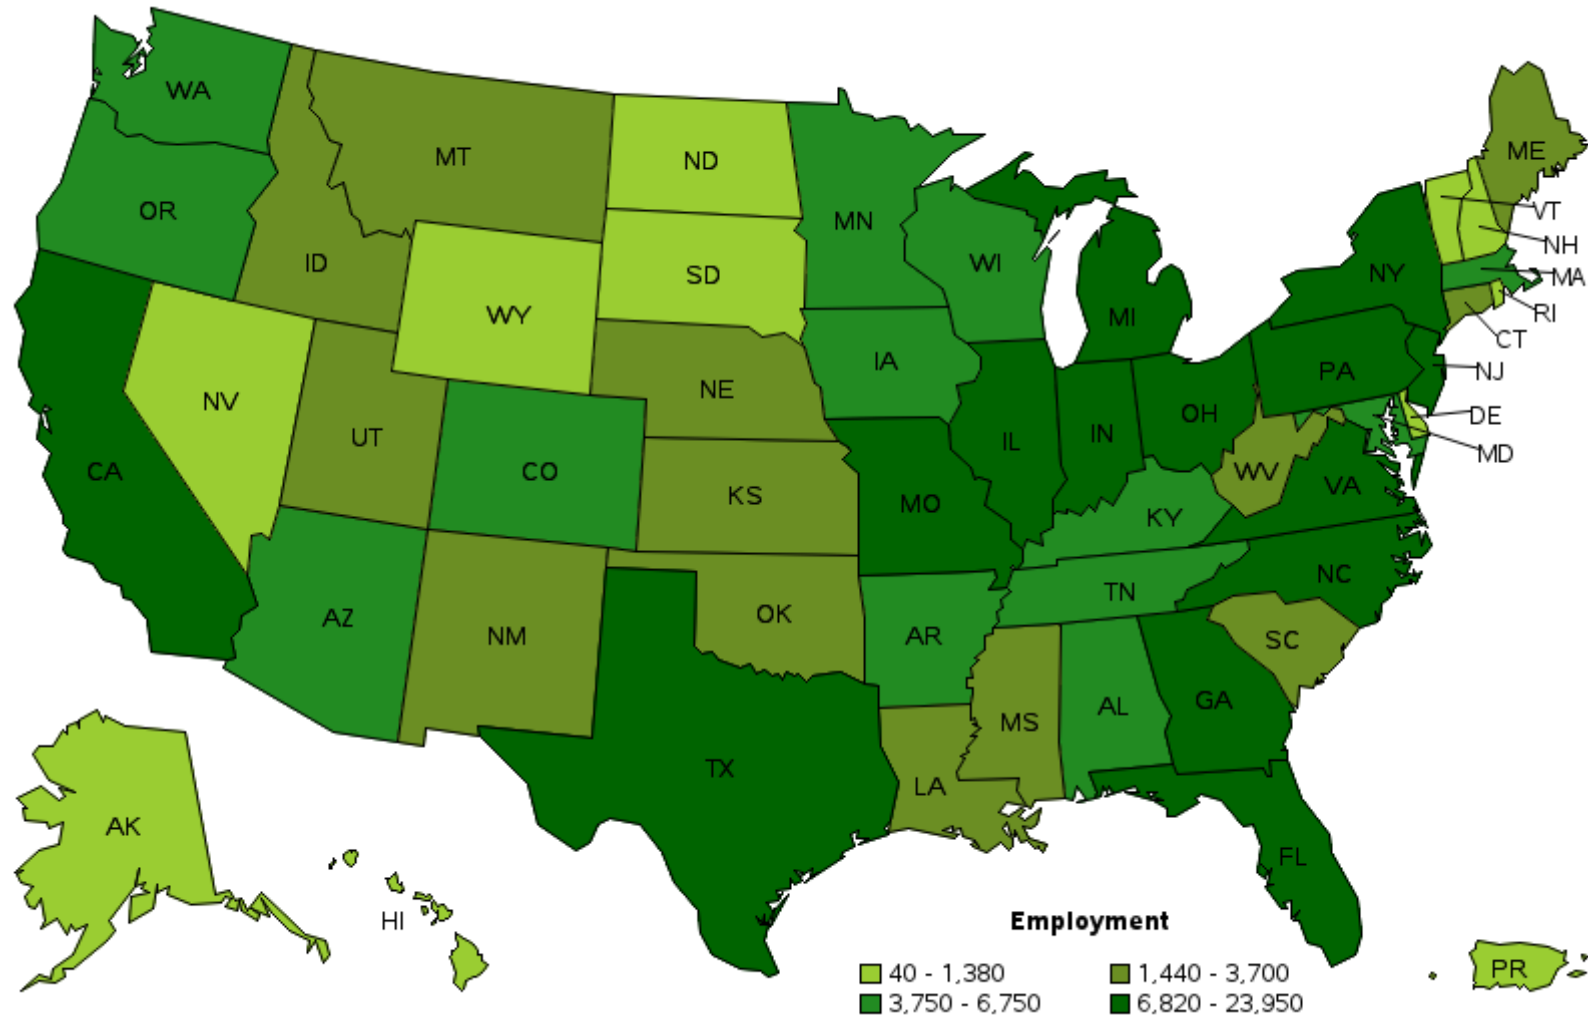 WA
MT
ND
ME
OR
MN
VT
ID
SD
WI
NH
NY
MA
WY
MI
RI
CT
IA
PA
NJ
NV
NE
OH
DE
UT
IL
IN
MD
CA
CO
KS
MO
WV
VA
KY
NC
TN
AZ
NM
OK
AR
SC
MS
AL
GA
TX
LA
AK
FL
HI
PR
Employment
40 - 1,380
1,440 - 3,700
3,750 - 6,750
6,820 - 23,950